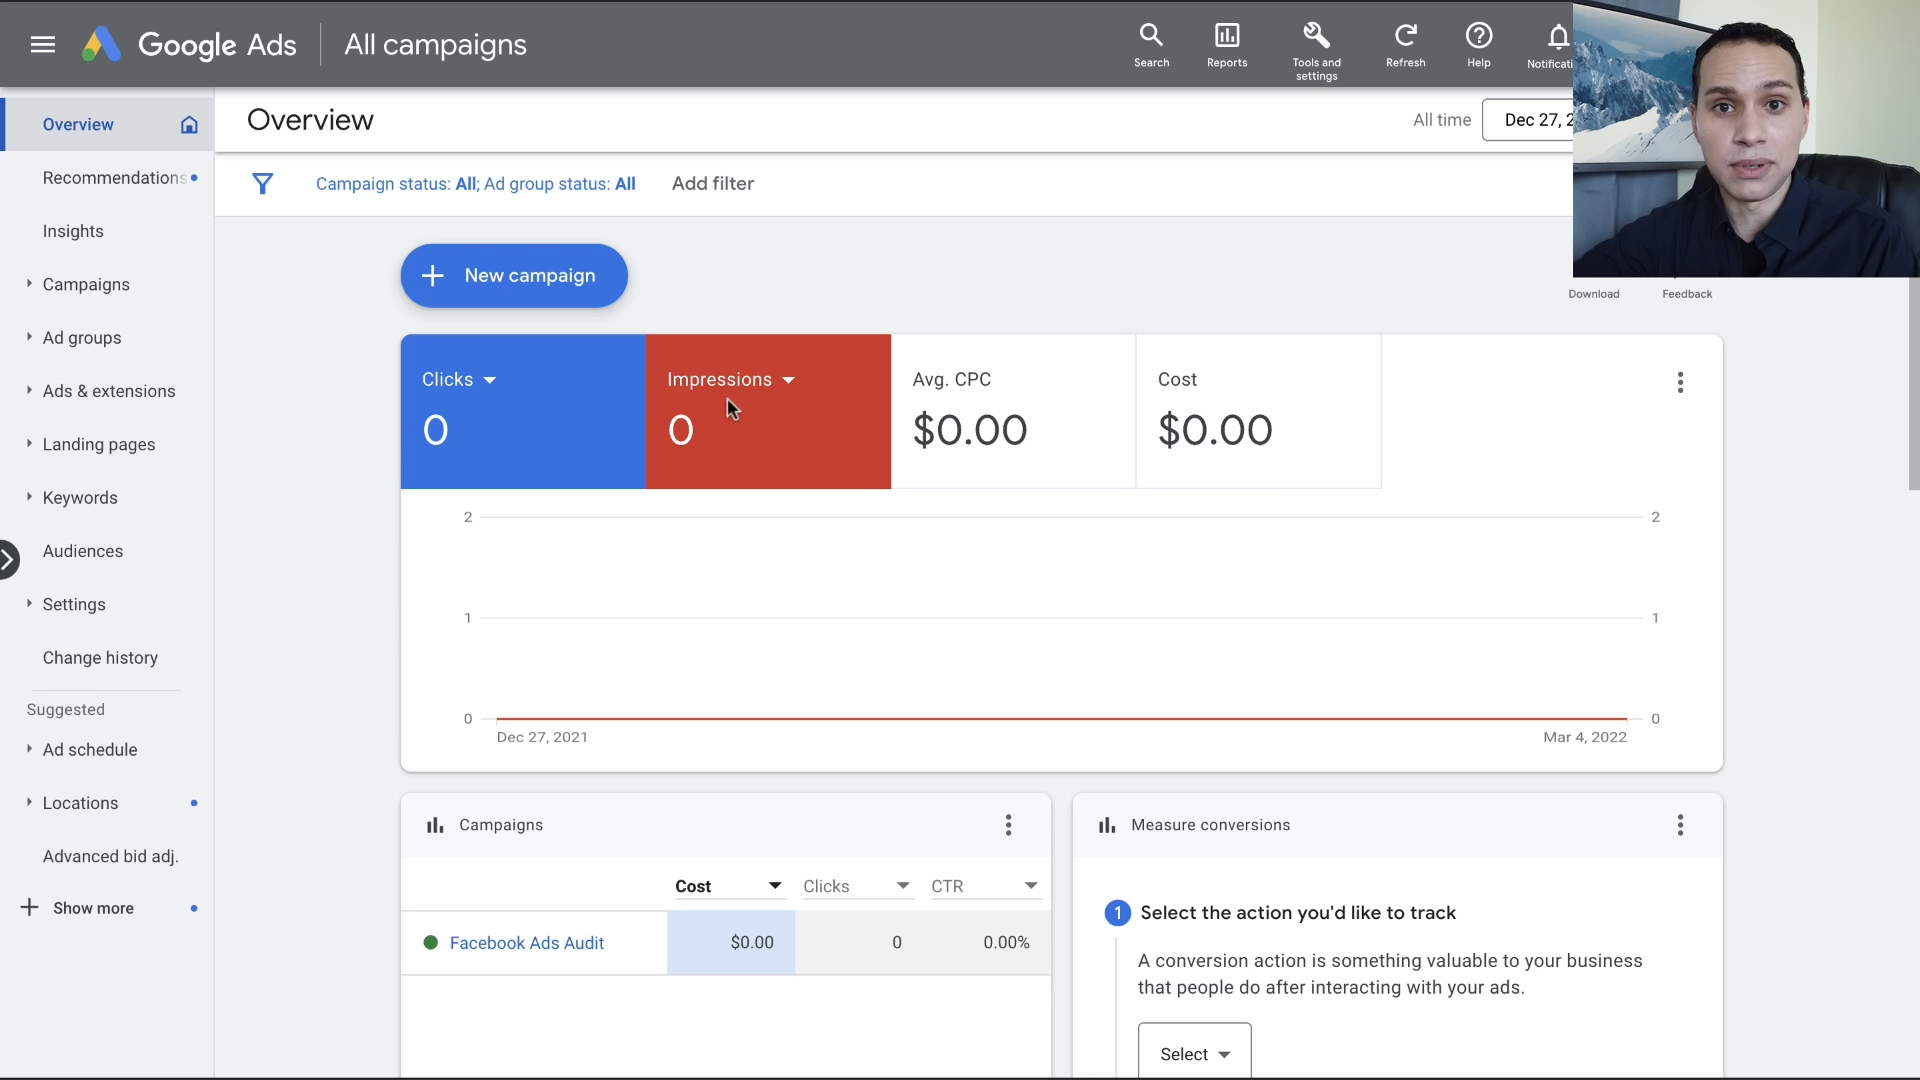 Google Ads
All campaigns
Search
Reports
Tools and
settings
Refresh
Help
Notificati
Overview
Recommendations
Insights
Campaigns
Ad groups
Ads & extensions
Landing pages
Keywords
Audiences
Settings
Change history
Suggested
Ad schedule
Locations
Advanced bid adj.
Show more
Overview
All time
Dec 27, 2
Campaign status: All; Ad group status: All
Add filter
New campaign
Download
Feedback
Clicks
0
Impressions
0
Avg. CPC
$0.00
Cost
$0.00
2
2
1
1
0
0
Dec 27, 2021
Mar 4, 2022
Campaigns
Cost
Clicks
CTR
Facebook Ads Audit
$0.00
0
0.00%
Measure conversions
1 Select the action you'd like to track
A conversion action is something valuable to your business
that people do after interacting with your ads.
Select